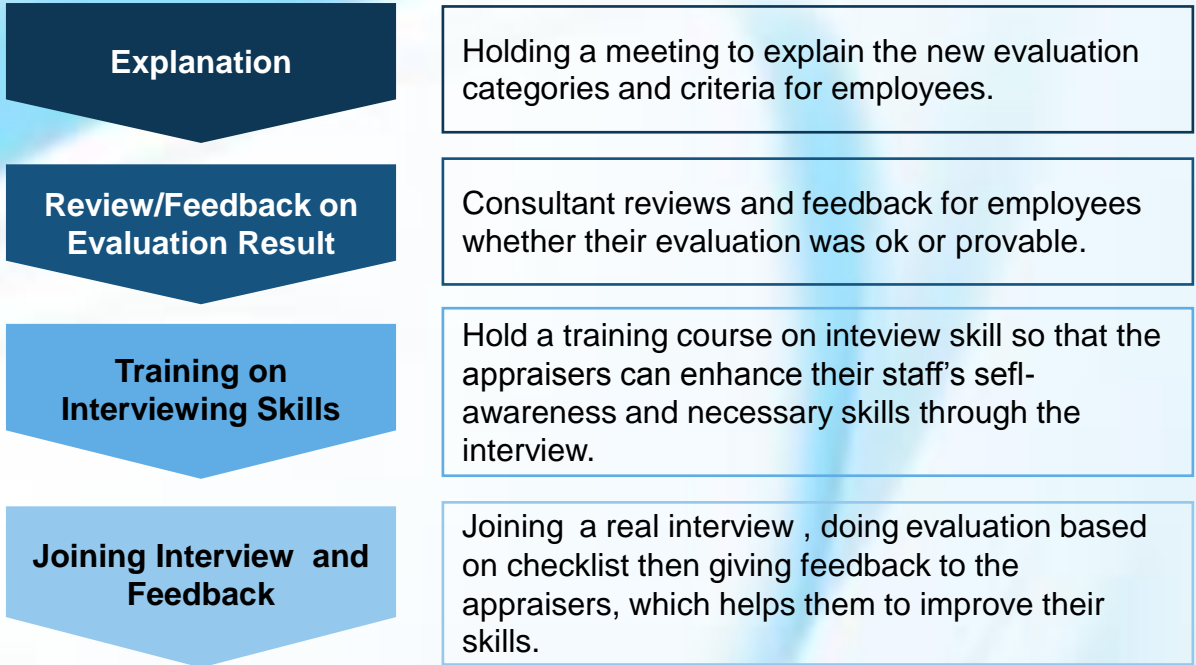 Explanation
Holding a meeting to explain the new evaluation
categories and criteria for employees.
Review/Feedback on
Evaluation Result
Consultant reviews and feedback for employees
whether their evaluation was ok or provable.
Training on
Interviewing Skills
Hold a training course on inteview skill so that the
appraisers can enhance their staff’s sefl-
awareness and necessary skills through the
interview.
Joining Interview and
Feedback
Joining a real interview , doing evaluation based
on checklist then giving feedback to the
appraisers, which helps them to improve their
skills.